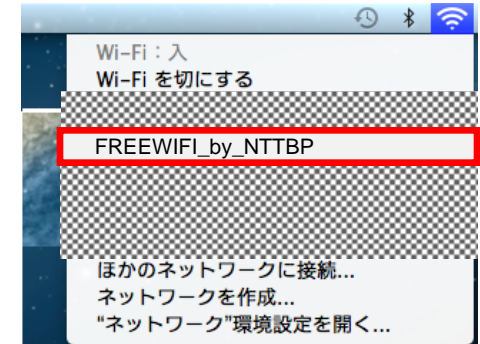 Wi-Fi：入
Wi-Fi を切にする
FREEWIFI_by_NTTBP
ほかのネットワークに接続...
ネットワークを作成...
“ネットワーク”環境設定を開く...